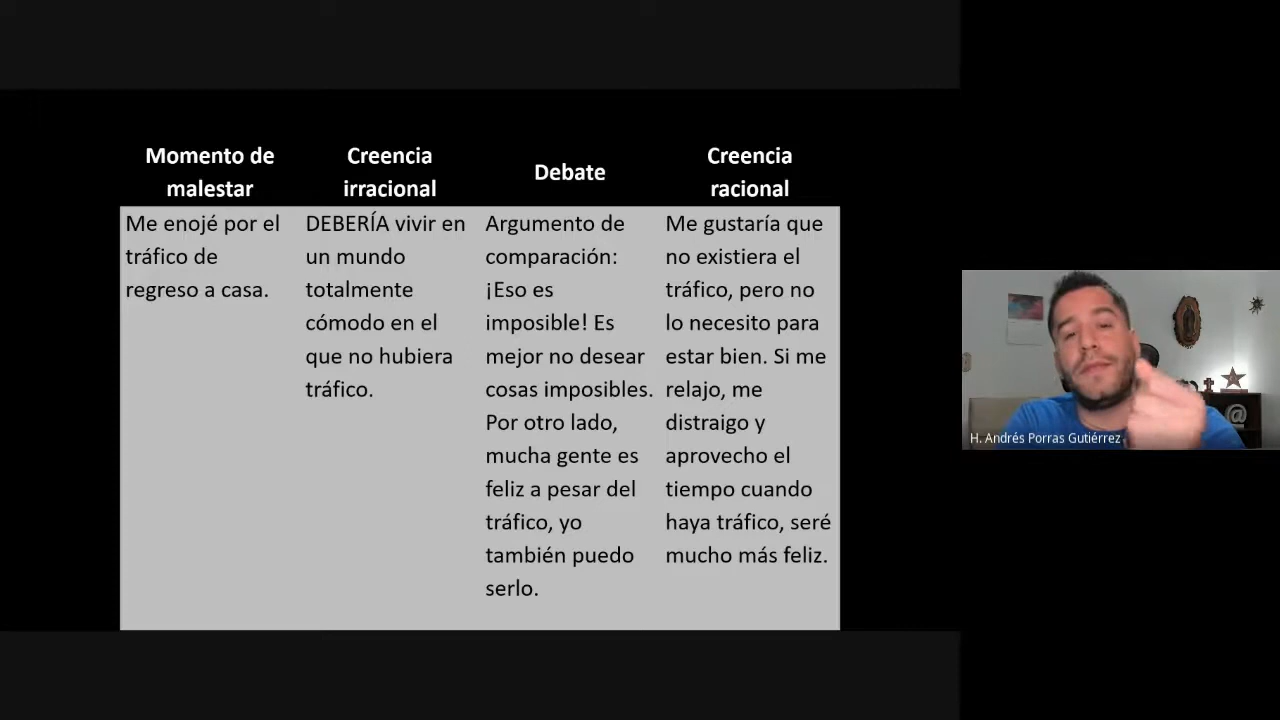 Momento de
malestar
Creencia
irracional
Debate
Creencia
racional
Me enojé por el
tráfico de
regreso a casa.
DEBERÍA vivir en
un mundo
totalmente
cómodo en el
que no hubiera
tráfico.
Argumento de
comparación:
¡Eso es
imposible! Es
mejor no desear
cosas imposibles.
Por otro lado,
mucha gente es
feliz a pesar del
tráfico, yo
también puedo
serlo.
Me gustaría que
no existiera el
tráfico, pero no
lo necesito para
estar bien. Si me
relajo, me
distraigo y
aprovecho el
tiempo cuando
haya tráfico, seré
mucho más feliz.
@
H. Andrés Porras Gutiérrez